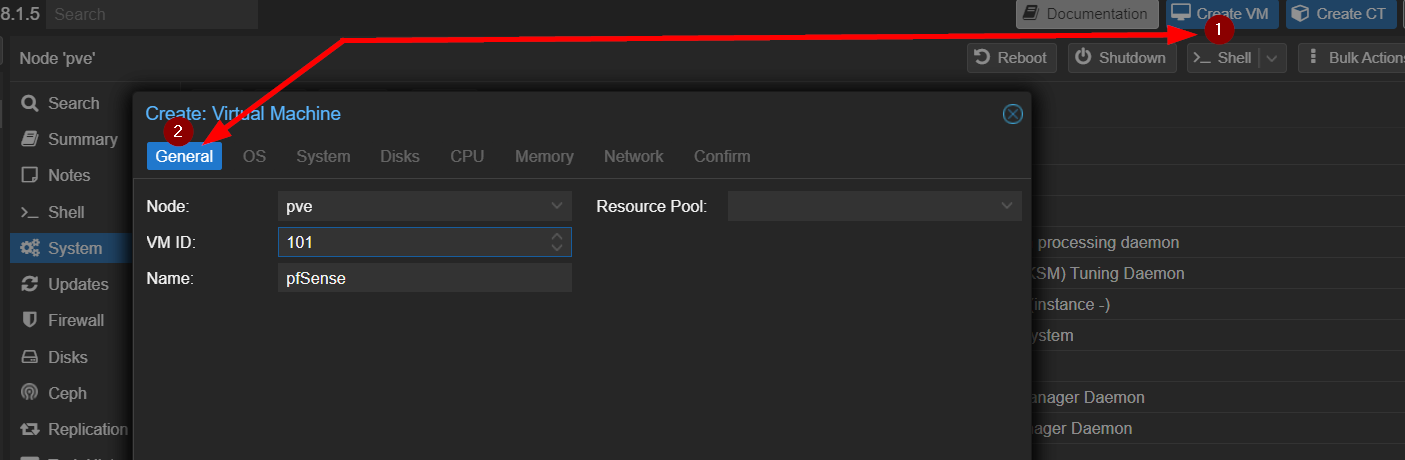 8.1.5 Search Documentation Create VM Create CT
1
Node 'pve' Reboot Shutdown Shell Bulk Actions
Search
Create: Virtual Machine
2
Summary
General OS System Disks CPU Memory Network Confirm
Notes
Node: pve Resource Pool:
Shell
VM ID: 101 processing daemon
System
KSM) Tuning Daemon
Name: pfSense
Updates
(instance -)
Firewall
ystem
Disks
Ceph
anager Daemon
Replication
ager Daemon